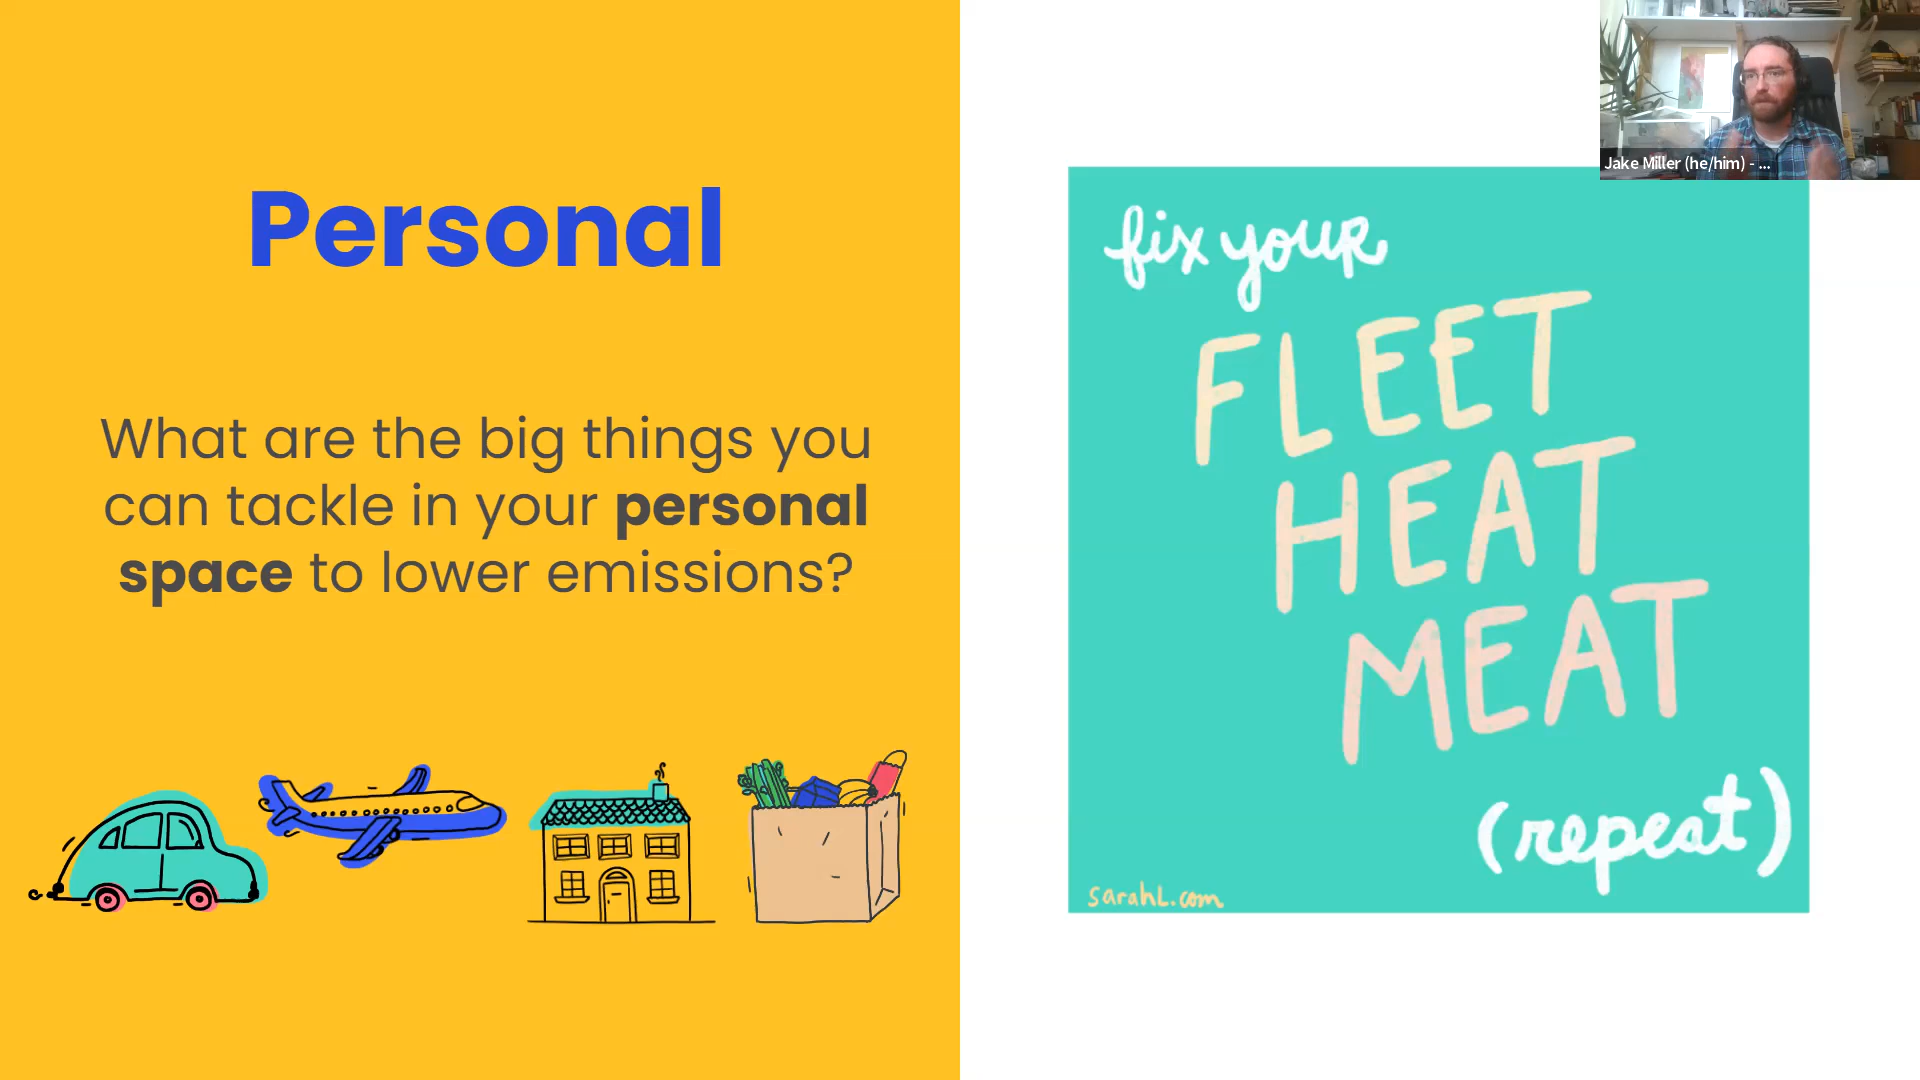 Personal
What are the big things you
can tackle in your personal
space to lower emissions?
Jake Miller (he/him) - ...
fix your
FLEET
HEAT
MEAT
(repeat)
sarahL.com